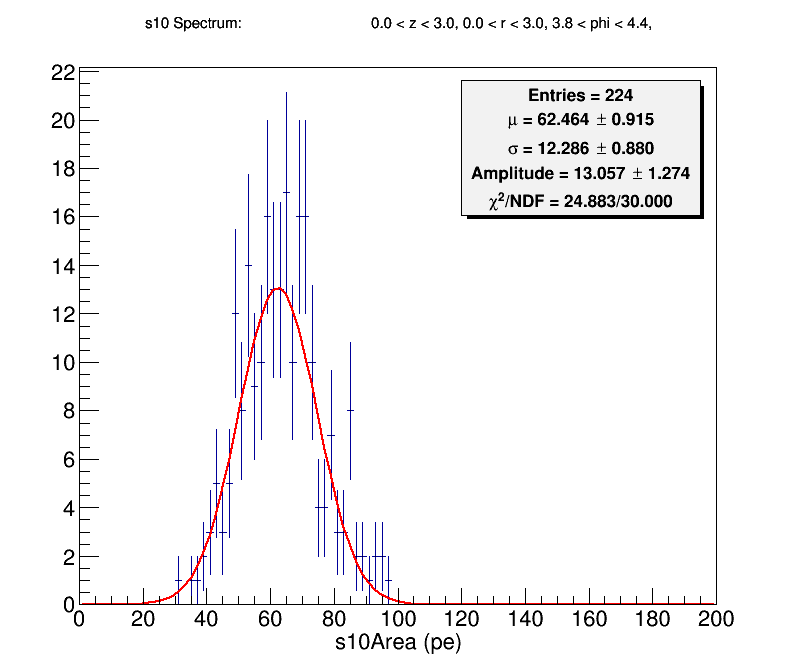 s10 Spectrum: 0.0 < z < 3.0, 0.0 < r < 3.0, 3.8 < phi < 4.4,
Entries = 224
μ = 62.464 ± 0.915
σ = 12.286 ± 0.880
Amplitude = 13.057 ± 1.274
χ²/NDF = 24.883/30.000
22
20
18
16
14
12
10
8
6
4
2
0
0 20 40 60 80 100 120 140 160 180 200
s10Area (pe)